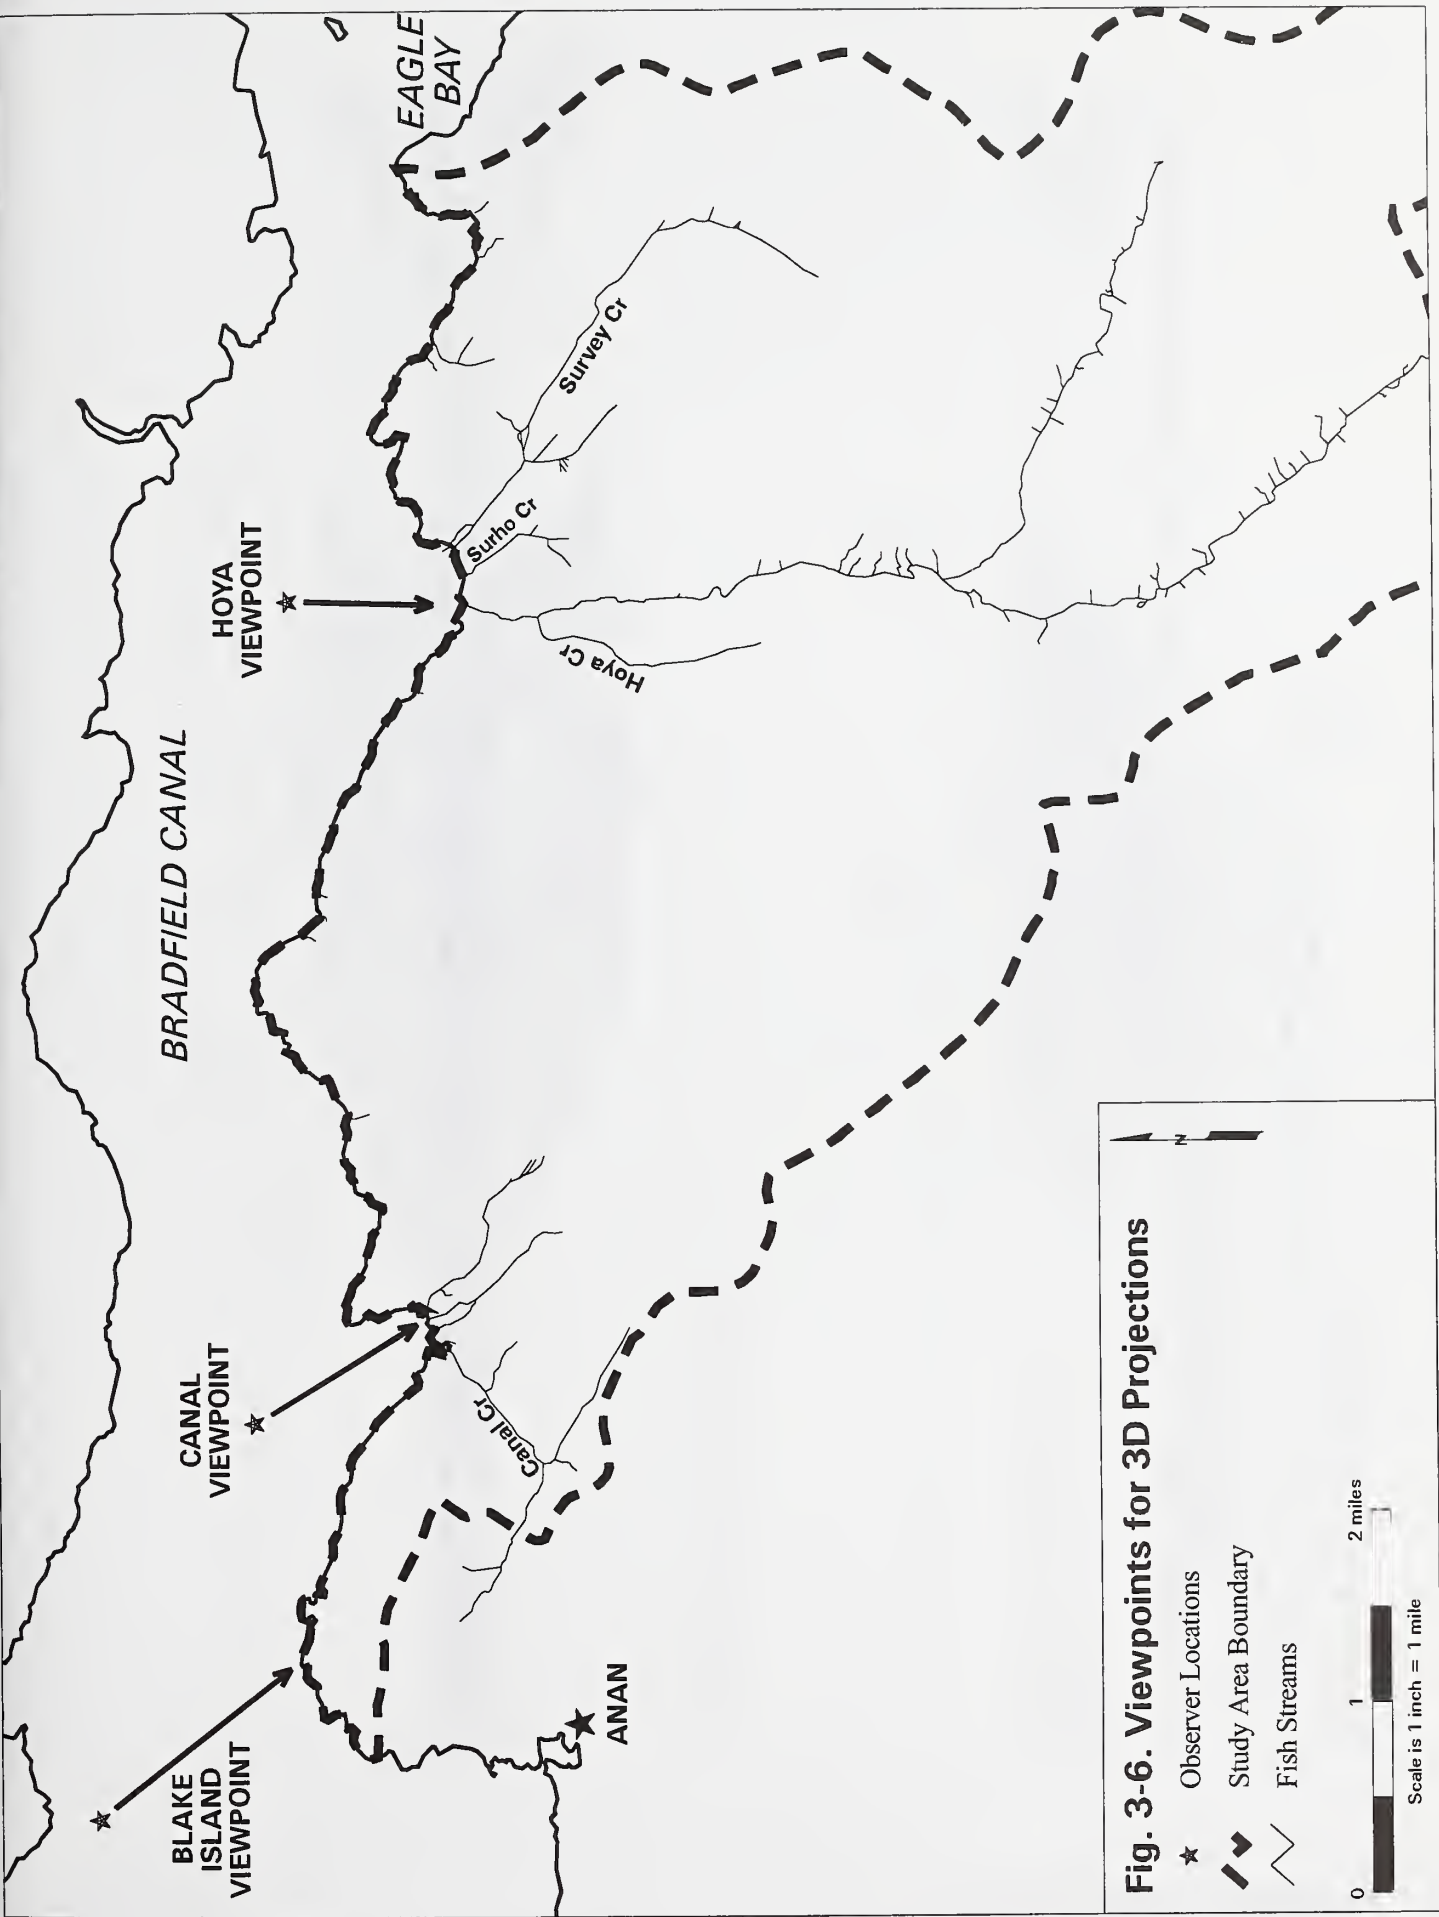 EAGLE
BAY
HOYA
VIEWPOINT
BRADFIELD CANAL
Survey Cr
Surho Cr
Hoya Cr
CANAL
VIEWPOINT
Canal Cr
BLAKE
ISLAND
VIEWPOINT
ANAN
Fig. 3-6. Viewpoints for 3D Projections
N
Observer Locations
Study Area Boundary
Fish Streams
0 1 2 miles
Scale is 1 inch = 1 mile